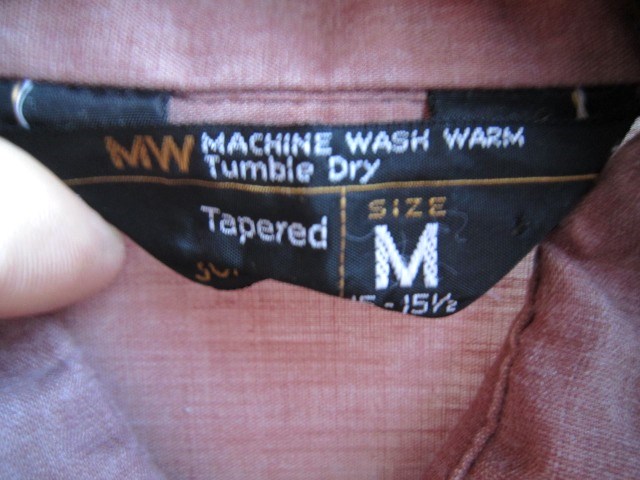 MW MACHINE WASH WARM
Tumble Dry
Tapered
SIZE
M
15-15½